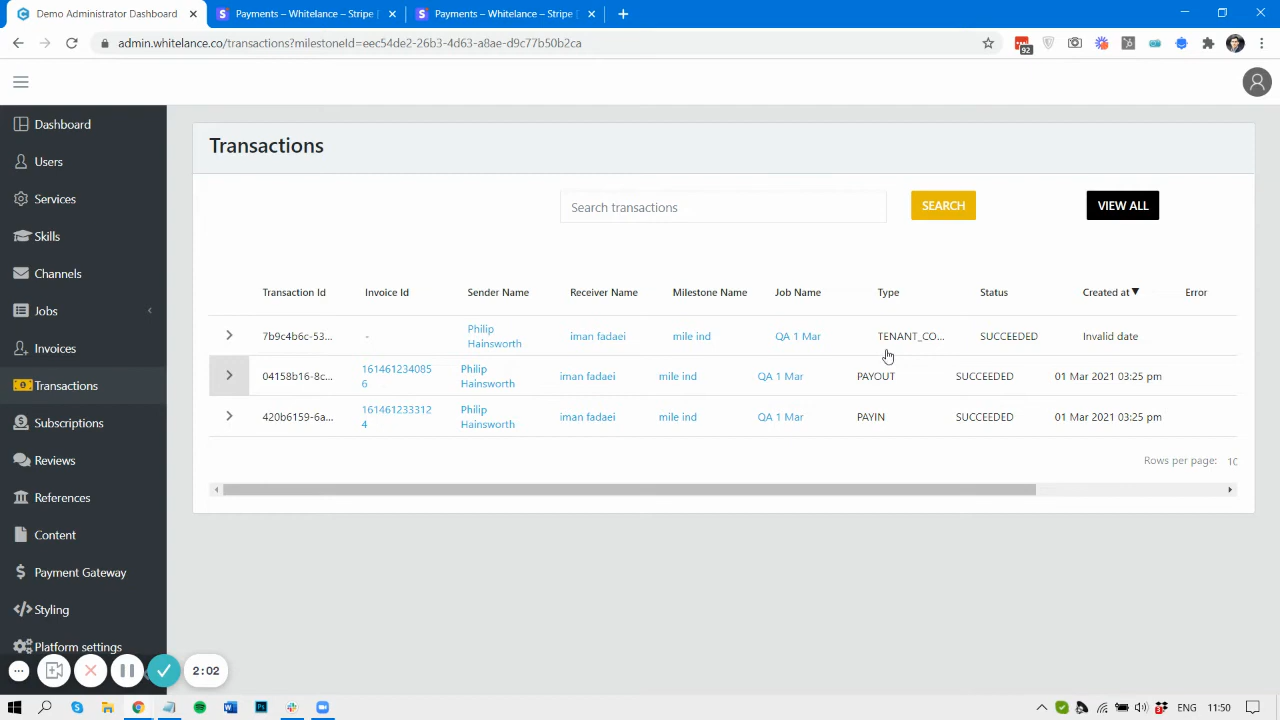 Demo Administrator Dashboard
Payments – Whitelance – Stripe [
Payments – Whitelance – Stripe [
admin.whitelance.co/transactions?milestoneId=eec54de2-26b3-4d63-a8ae-d9c77b50b2ca
92
Dashboard
Users
Services
Skills
Channels
Jobs
Invoices
Transactions
Subscriptions
Reviews
References
Content
Payment Gateway
Styling
Platform settings
Transactions
Search transactions
SEARCH
VIEW ALL
Transaction Id Invoice Id Sender Name Receiver Name Milestone Name Job Name Type Status Created at▼ Error
7b9c4b6c-53... - Philip Hainsworth iman fadaei mile ind QA 1 Mar TENANT_CO... SUCCEEDED Invalid date
04158b16-8c... 1614612340856 Philip Hainsworth iman fadaei mile ind QA 1 Mar PAYOUT SUCCEEDED 01 Mar 2021 03:25 pm
420b6159-6a... 1614612333124 Philip Hainsworth iman fadaei mile ind QA 1 Mar PAYIN SUCCEEDED 01 Mar 2021 03:25 pm
Rows per page: 10
2:02
ENG 11:50